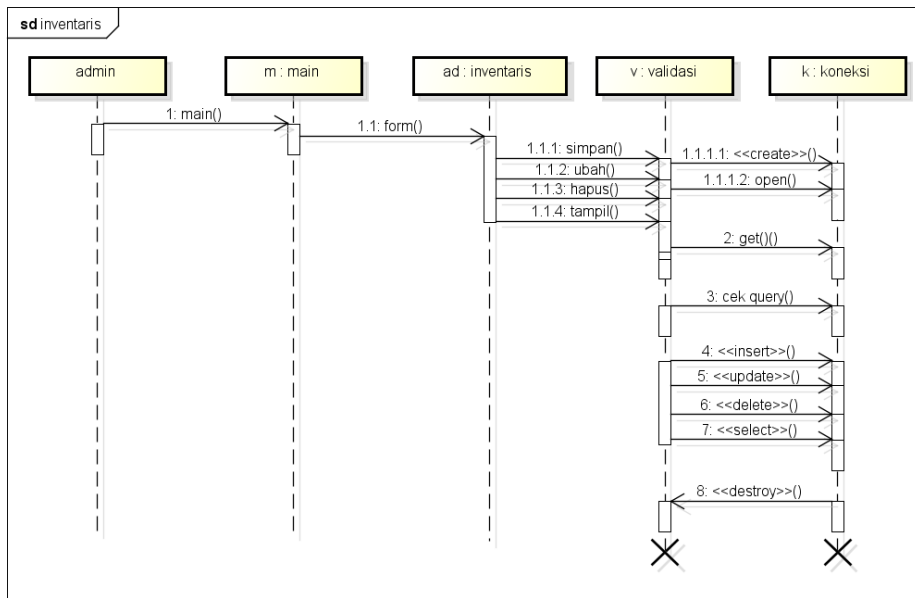 sd inventaris
admin
m : main
ad : inventaris
v : validasi
k : koneksi
1: main()
1.1: form()
1.1.1: simpan()
1.1.1.1: <<create>>()
1.1.2: ubah()
1.1.1.2: open()
1.1.3: hapus()
1.1.4: tampil()
2: get()()
3: cek query()
4: <<insert>>()
5: <<update>>()
6: <<delete>>()
7: <<select>>()
8: <<destroy>>()